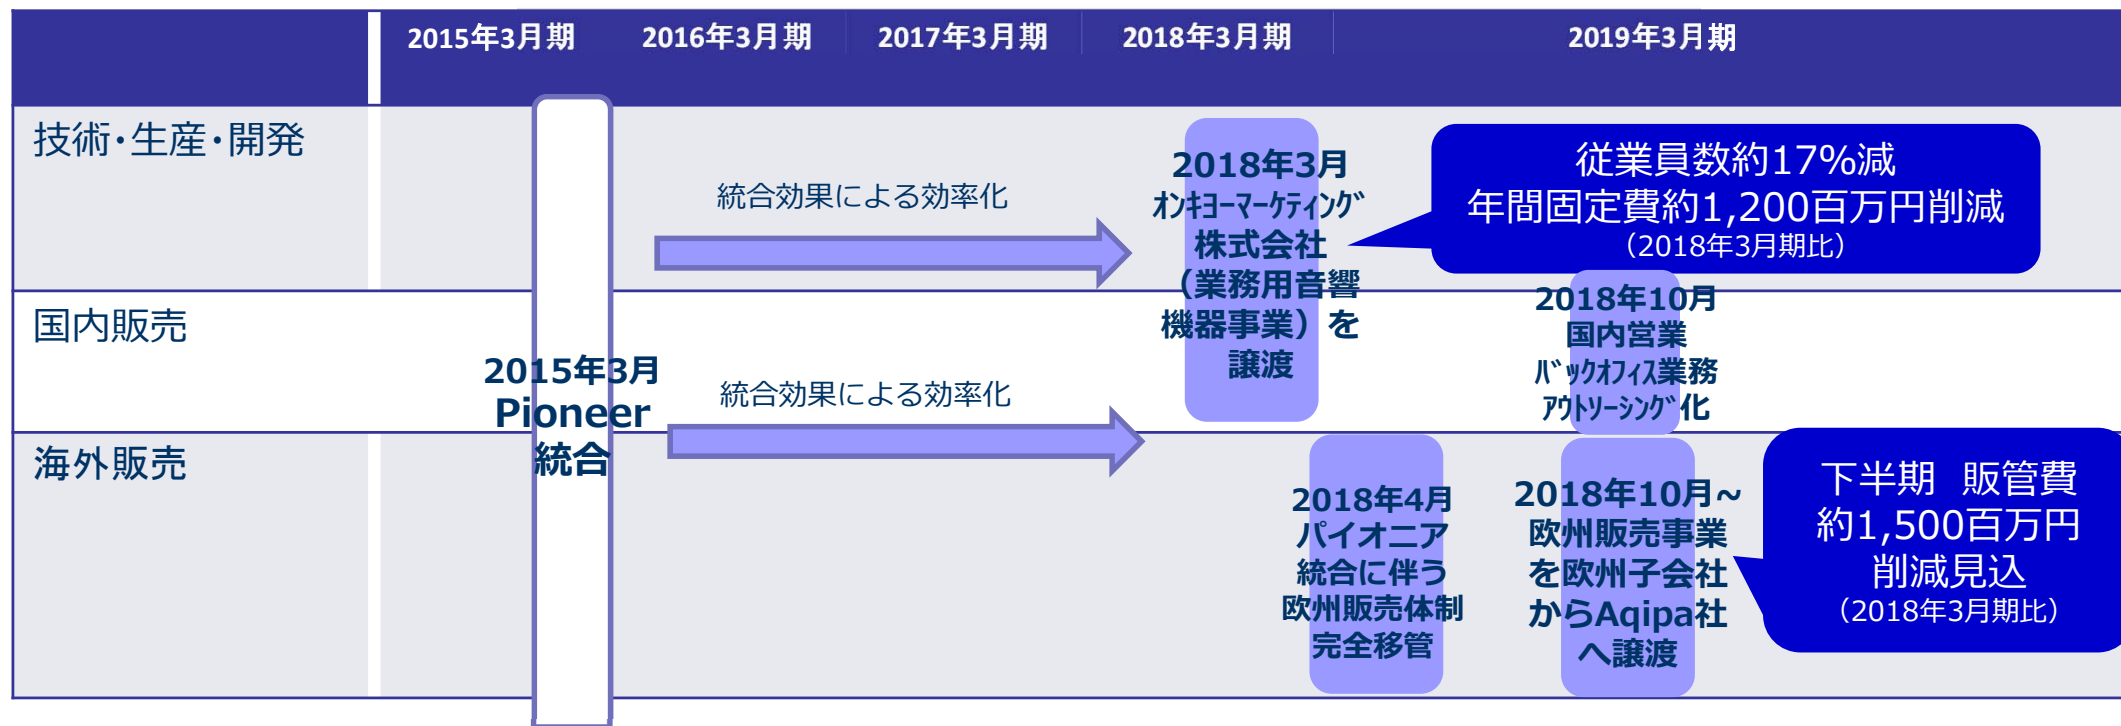 2015年3月期
2016年3月期
2017年3月期
2018年3月期
2019年3月期
技術・生産・開発
統合効果による効率化
2018年3月
ｵﾝｷﾖｰﾏｰｹﾃｨﾝｸﾞ
株式会社
（業務用音響
機器事業）を
譲渡
従業員数約17%減
年間固定費約1,200百万円削減
（2018年3月期比）
国内販売
2015年3月
Pioneer
統合
統合効果による効率化
2018年10月
国内営業
ﾊﾞｯｸｵﾌｨｽ業務
ｱｳﾄｿｰｼﾝｸﾞ化
海外販売
2018年4月
パイオニア
統合に伴う
欧州販売体制
完全移管
2018年10月~
欧州販売事業
を欧州子会社
からAqipa社
へ譲渡
下半期 販管費
約1,500百万円
削減見込
（2018年3月期比）